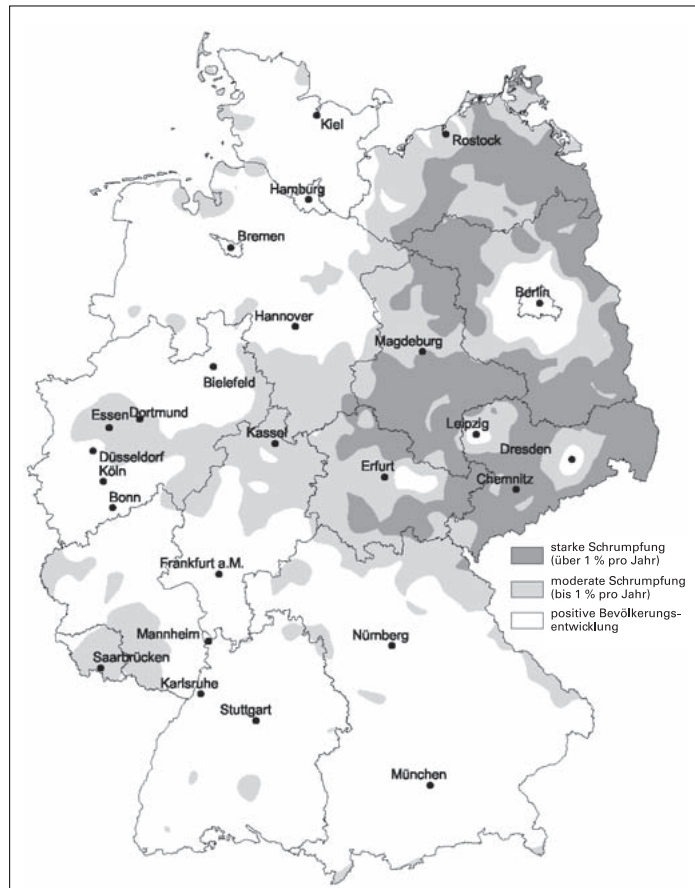 Kiel
Rostock
Hamburg
Bremen
Berlin
Hannover
Magdeburg
Bielefeld
Essen
Dortmund
Kassel
Leipzig
Düsseldorf
Dresden
Köln
Erfurt
Chemnitz
Bonn
starke Schrumpfung
(über 1 % pro Jahr)
Frankfurt a.M.
moderate Schrumpfung
(bis 1 % pro Jahr)
positive Bevölkerungs-
entwicklung
Mannheim
Nürnberg
Saarbrücken
Karlsruhe
Stuttgart
München